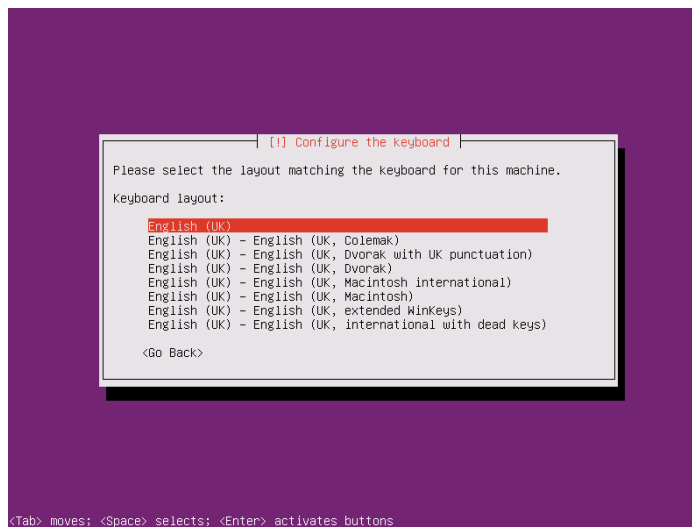 [!] Configure the keyboard
Please select the layout matching the keyboard for this machine.
Keyboard layout:
English (UK)
English (UK) – English (UK, Colemak)
English (UK) – English (UK, Dvorak with UK punctuation)
English (UK) – English (UK, Dvorak)
English (UK) – English (UK, Macintosh international)
English (UK) – English (UK, Macintosh)
English (UK) – English (UK, extended WinKeys)
English (UK) – English (UK, international with dead keys)
<Go Back>
<Tab> moves; <Space> selects; <Enter> activates buttons